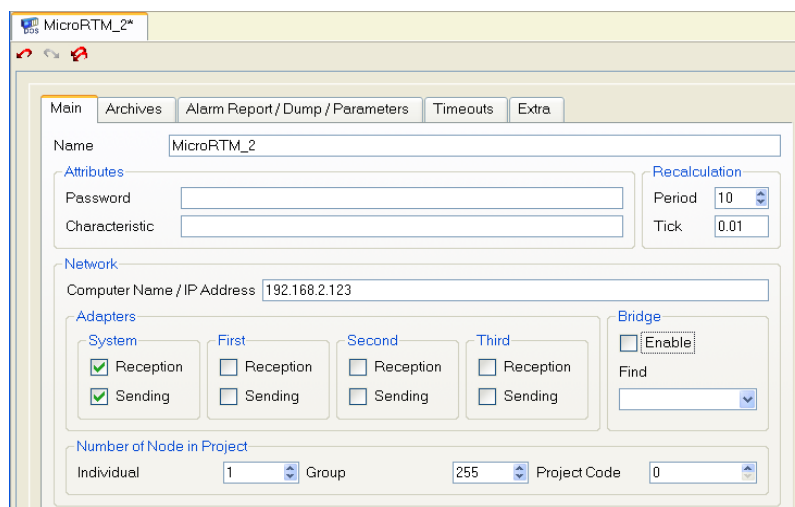 MicroRTM_2*
Main Archives Alarm Report / Dump / Parameters Timeouts Extra
Name MicroRTM_2
Attributes Recalculation
Password Period 10
Characteristic Tick 0.01
Network
Computer Name / IP Address 192.168.2.123
Adapters Bridge
System First Second Third Enable
Reception Reception Reception Reception Find
Sending Sending Sending Sending
Number of Node in Project
Individual 1 Group 255 Project Code 0